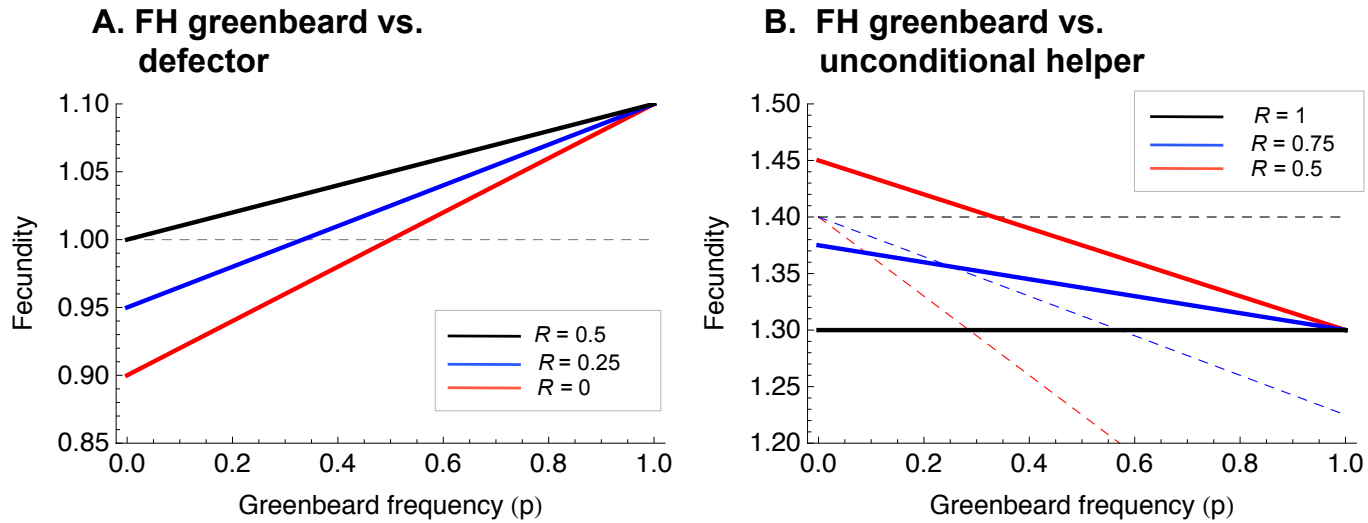 A. FH greenbeard vs.
defector
Fecundity
1.10
1.05
1.00
0.95
0.90
0.85
0.0 0.2 0.4 0.6 0.8 1.0
Greenbeard frequency (p)
R = 0.5
R = 0.25
R = 0
B. FH greenbeard vs.
unconditional helper
Fecundity
1.50
1.45
1.40
1.35
1.30
1.25
1.20
0.0 0.2 0.4 0.6 0.8 1.0
Greenbeard frequency (p)
R = 1
R = 0.75
R = 0.5